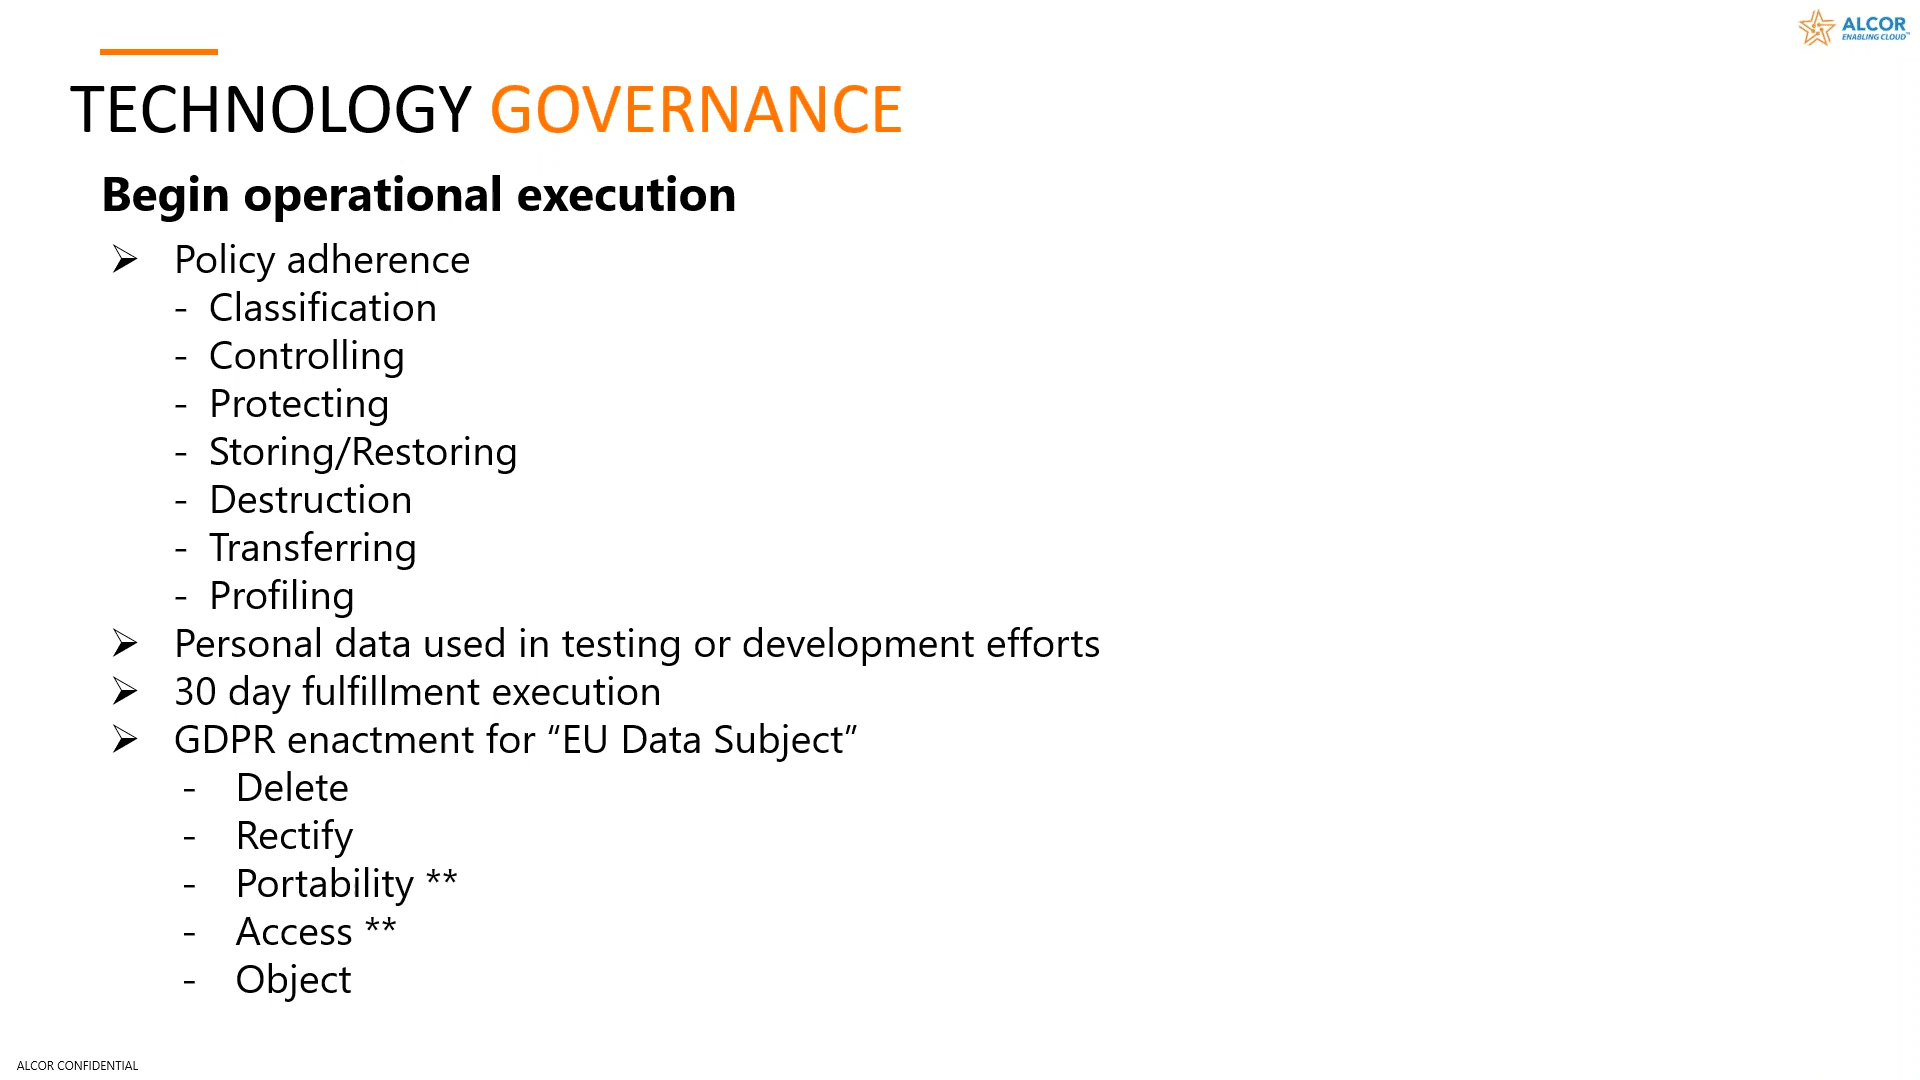 ALCOR
ENABLING CLOUD™
TECHNOLOGY GOVERNANCE
Begin operational execution
➢ Policy adherence
- Classification
- Controlling
- Protecting
- Storing/Restoring
- Destruction
- Transferring
- Profiling
➢ Personal data used in testing or development efforts
➢ 30 day fulfillment execution
➢ GDPR enactment for “EU Data Subject”
- Delete
- Rectify
- Portability **
- Access **
- Object
ALCOR CONFIDENTIAL